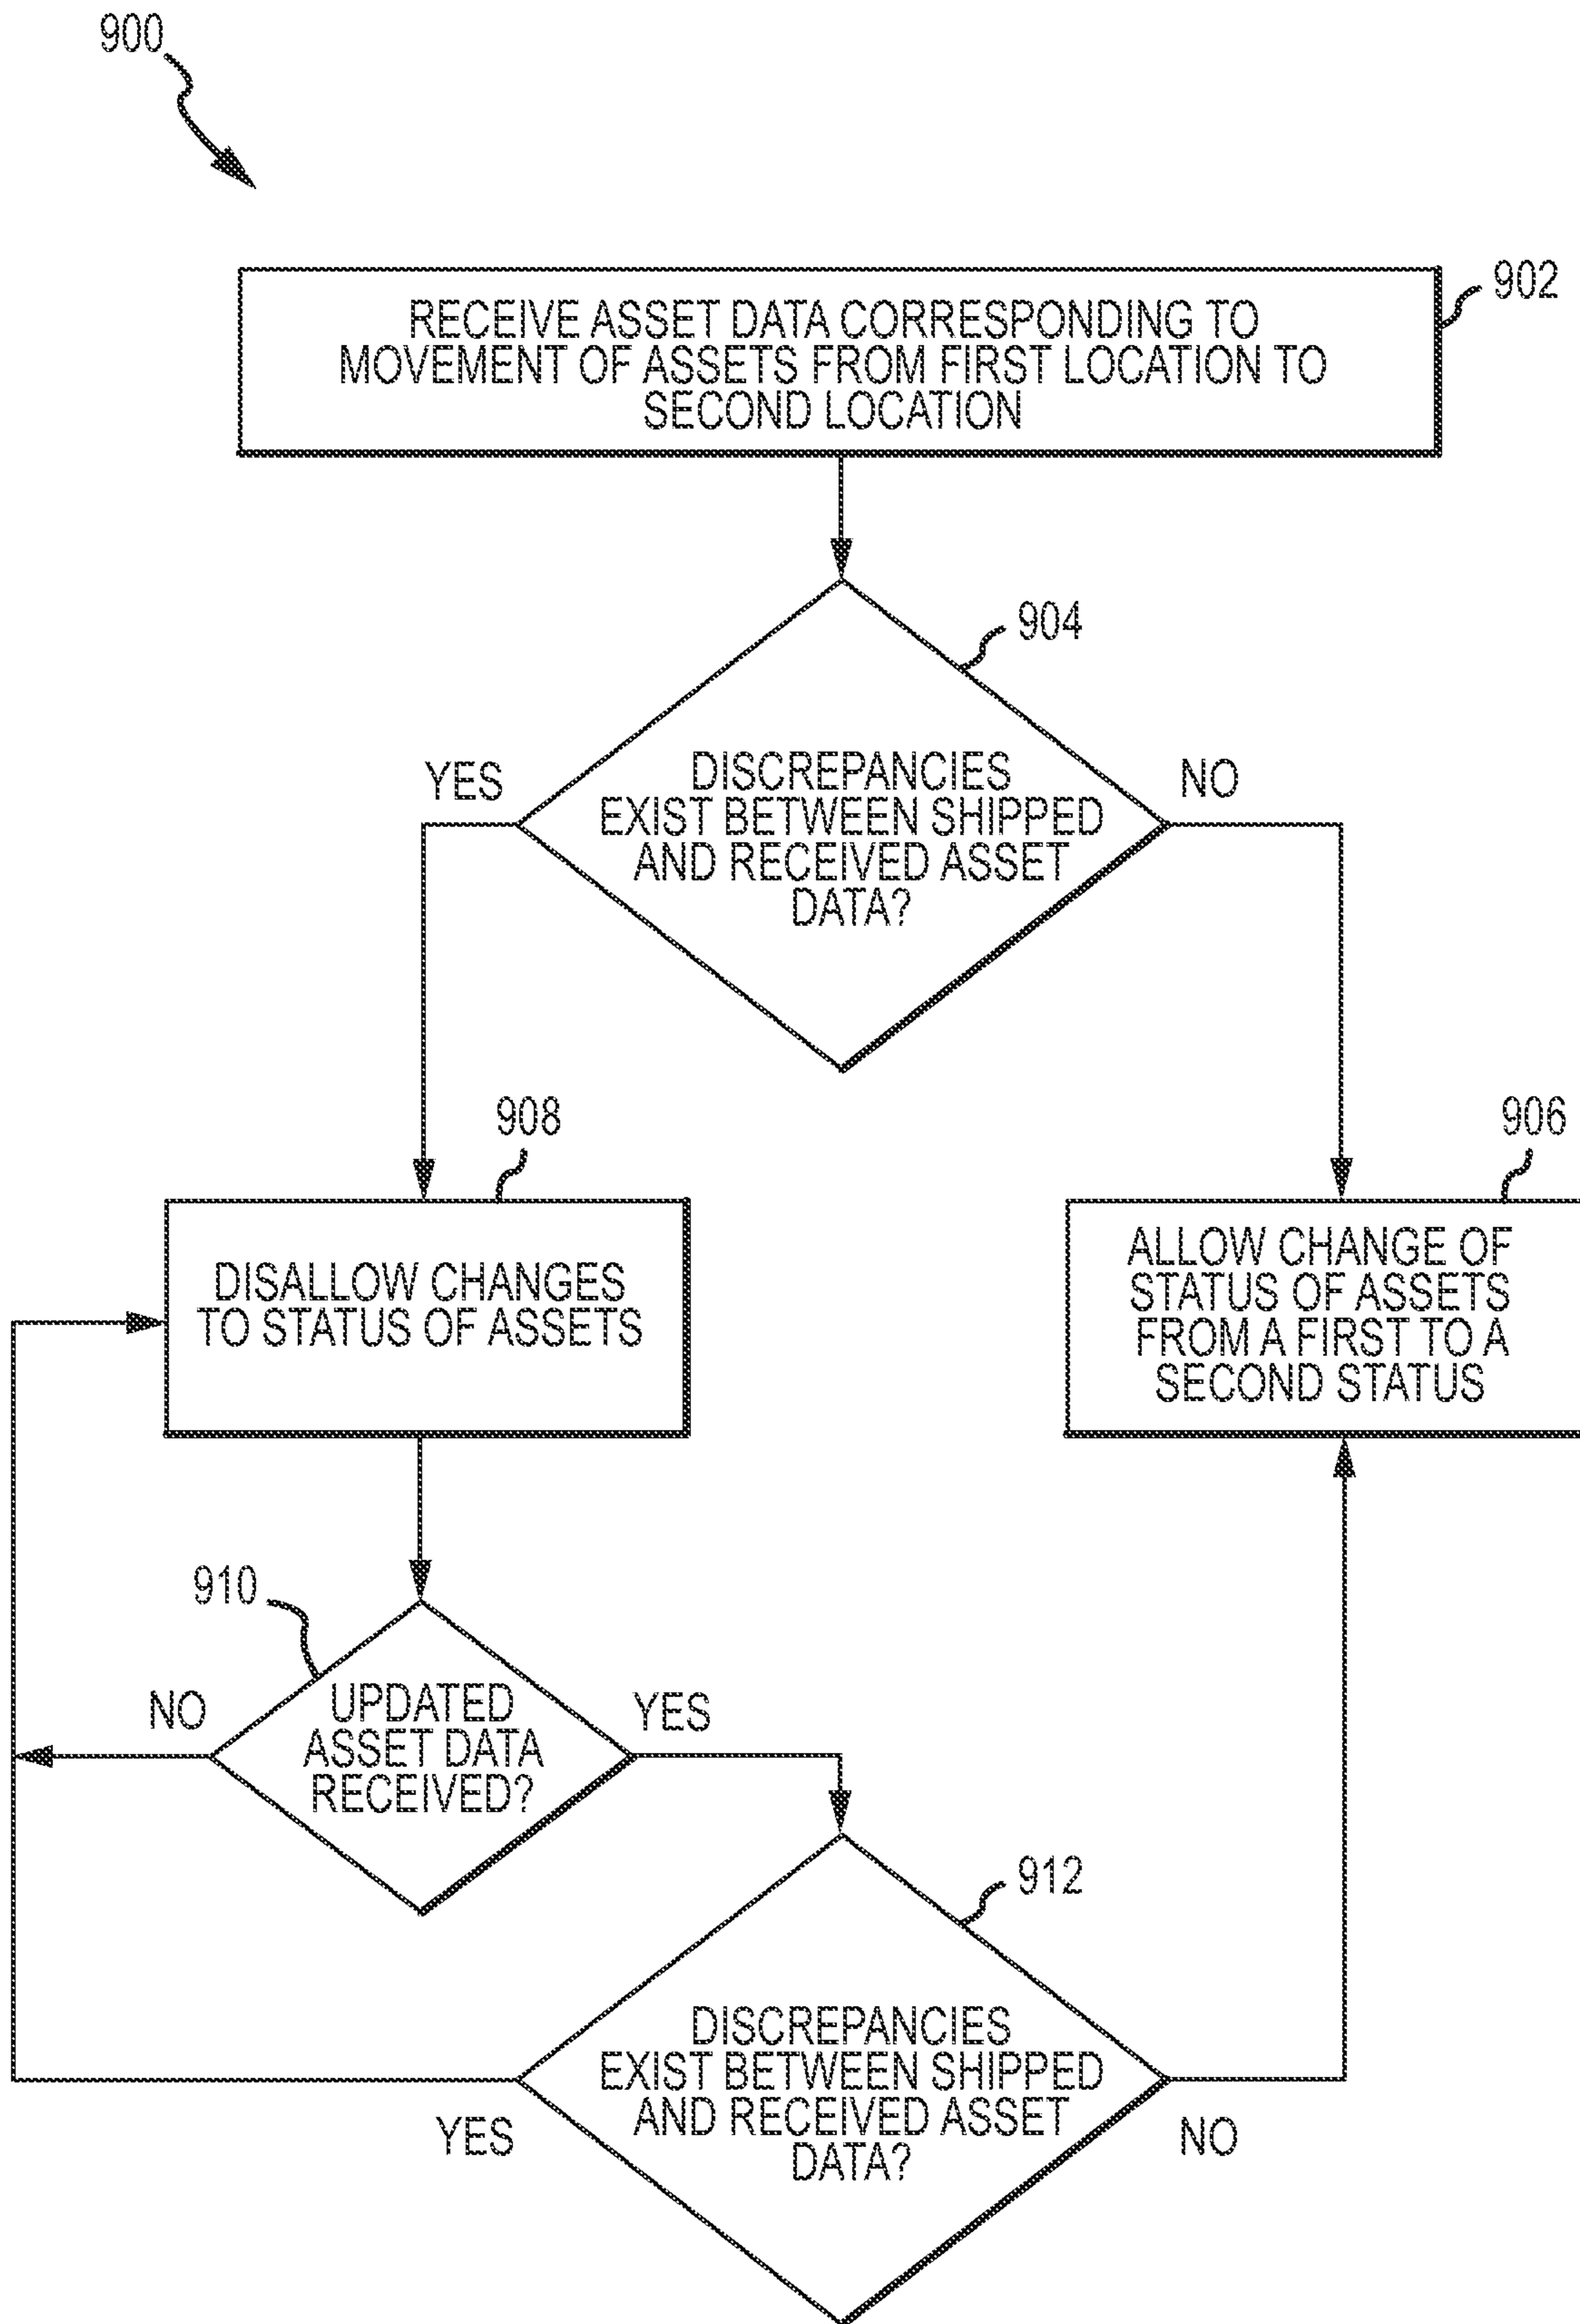 900
902
RECEIVE ASSET DATA CORRESPONDING TO
MOVEMENT OF ASSETS FROM FIRST LOCATION TO
SECOND LOCATION
904
YES
NO
DISCREPANCIES
EXIST BETWEEN SHIPPED
AND RECEIVED ASSET
DATA?
908
906
DISALLOW CHANGES
TO STATUS OF ASSETS
ALLOW CHANGE OF
STATUS OF ASSETS
FROM A FIRST TO A
SECOND STATUS
910
NO
YES
UPDATED
ASSET DATA
RECEIVED?
912
DISCREPANCIES
EXIST BETWEEN SHIPPED
AND RECEIVED ASSET
DATA?
YES
NO